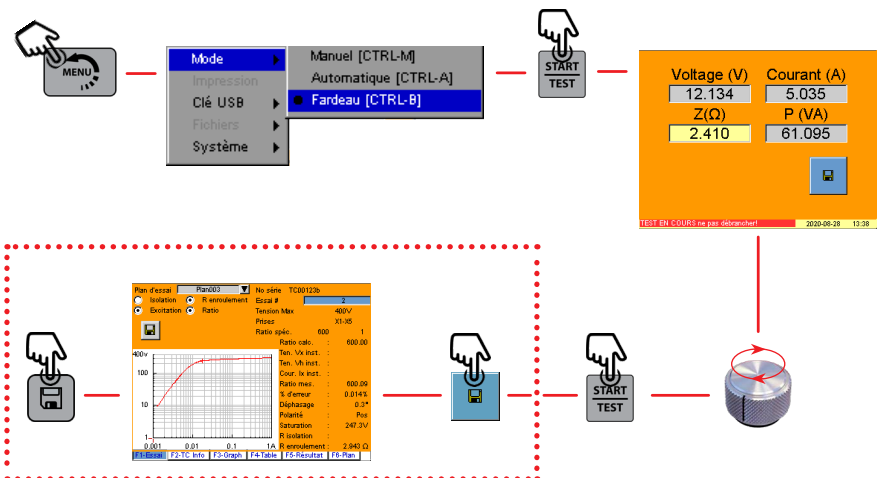 MENU
Mode
Impression
Clé USB
Fichiers
Système
Manuel [CTRL-M]
Automatique [CTRL-A]
Fardeau [CTRL-B]
START
TEST
Voltage (V) Courant (A)
12.134 5.035
Z(Ω) P (VA)
2.410 61.095
TEST EN COURS ne pas débrancher! 2020-08-28 13:38
Plan d'essai Plan003 No série TC00123b
Isolation R enroulement Essai # 2
Excitation Ratio Tension Max 400V
Prises X1-X5
Ratio spéc. 600 1
Ratio calc. : 600.00
Ten. Vx inst. :
Ten. Vh inst. :
Cour. Ix inst. :
Ratio mes. : 600.09
% d'erreur : 0.014%
Déphasage : 0.3°
Polarité : Pos
Saturation : 247.3V
R isolation :
R enroulement : 2.943 Ω
400v
100
10
1
0.001 0.01 0.1 1A
F1-Essai F2-TC Info F3-Graph F4-Table F5-Résultat F6-Plan
START
TEST